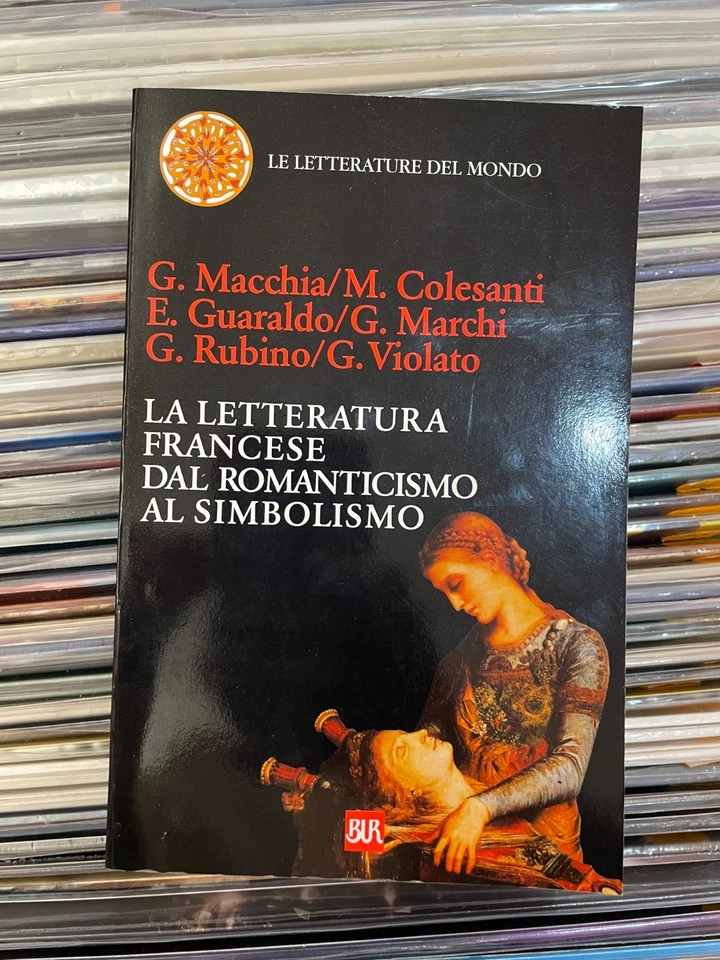 LE LETTERATURE DEL MONDO
G. Macchia/M. Colesanti
E. Guaraldo/G. Marchi
G. Rubino/G. Violato
LA LETTERATURA
FRANCESE
DAL ROMANTICISMO
AL SIMBOLISMO
BUR